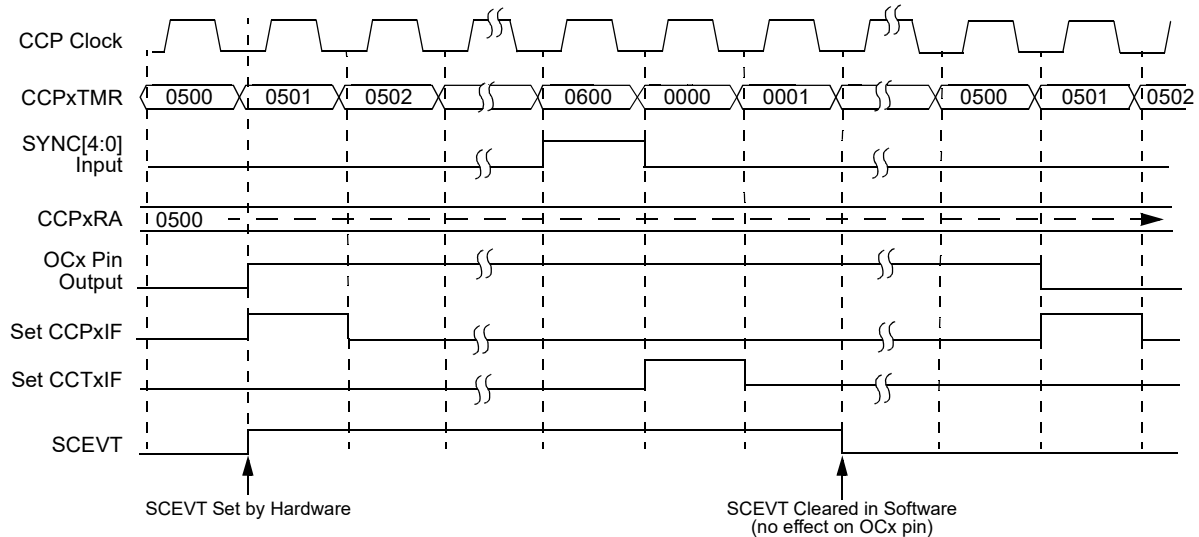 CCP Clock
CCPxTMR 0500 0501 0502 0600 0000 0001 0500 0501 0502
SYNC[4:0]
Input
CCPxRA 0500
OCx Pin
Output
Set CCPxIF
Set CCTxIF
SCEVT
SCEVT Set by Hardware
SCEVT Cleared in Software
(no effect on OCx pin)